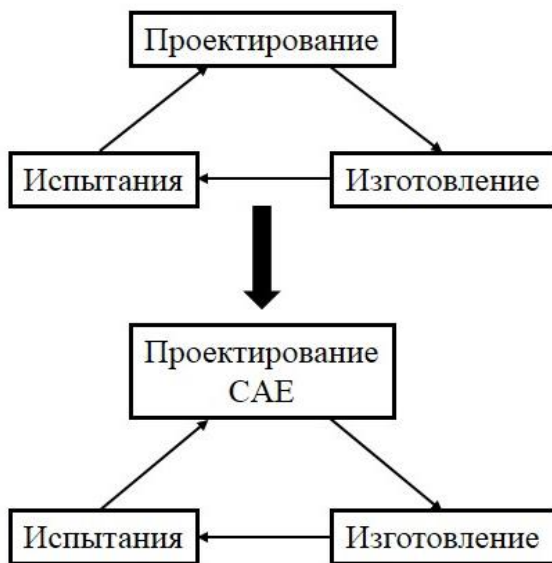 Проектирование
Испытания
Изготовление
Проектирование
CAE
Испытания
Изготовление